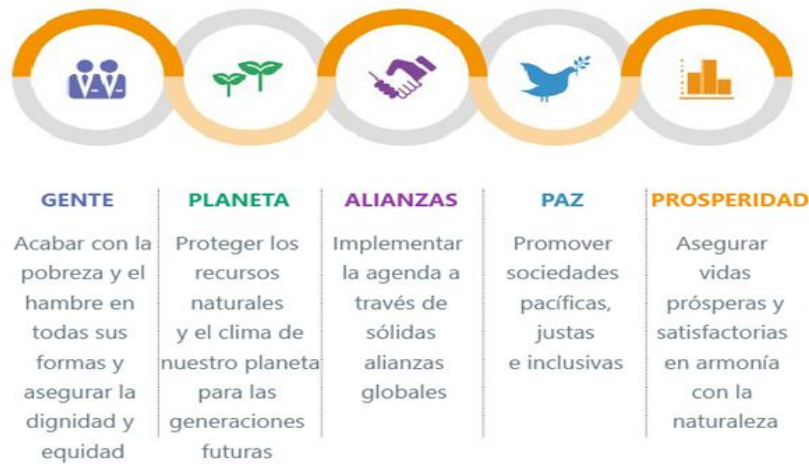 GENTE
Acabar con la
pobreza y el
hambre en
todas sus
formas y
asegurar la
dignidad y
equidad
PLANETA
Proteger los
recursos
naturales
y el clima de
nuestro planeta
para las
generaciones
futuras
ALIANZAS
Implementar
la agenda a
través de
sólidas
alianzas
globales
PAZ
Promover
sociedades
pacíficas,
justas
e inclusivas
PROSPERIDAD
Asegurar
vidas
prósperas y
satisfactorias
en armonía
con la
naturaleza